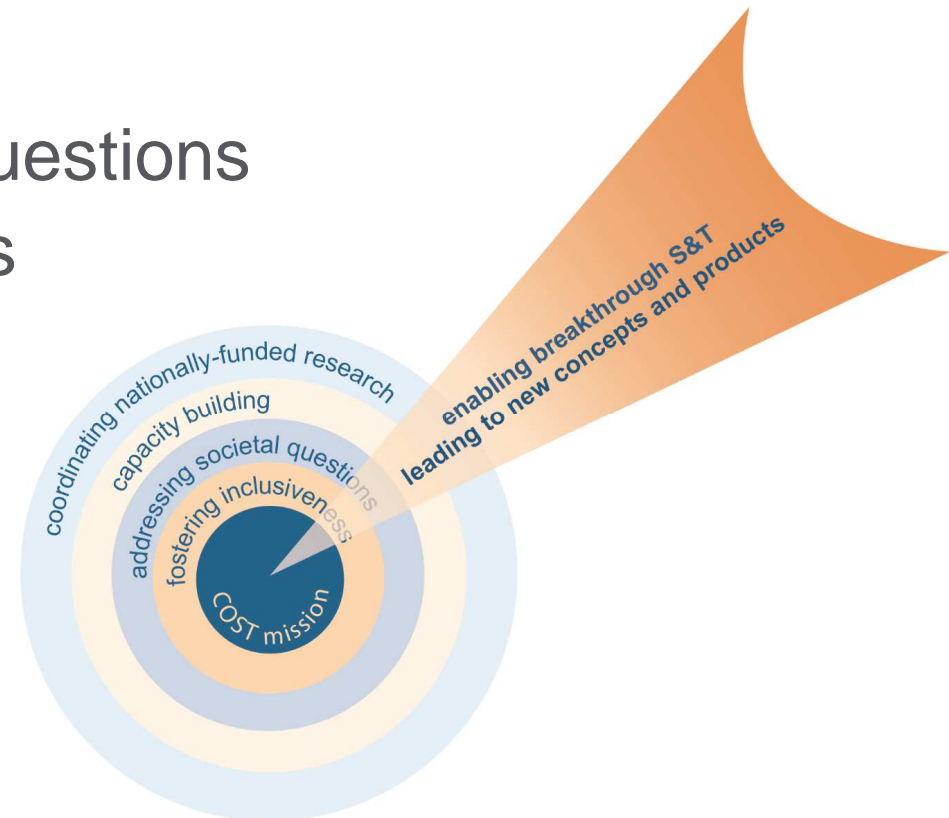 uestions
s
enabling breakthrough S&T
leading to new concepts and products
coordinating nationally-funded research
capacity building
addressing societal questions
fostering inclusiveness
COST mission